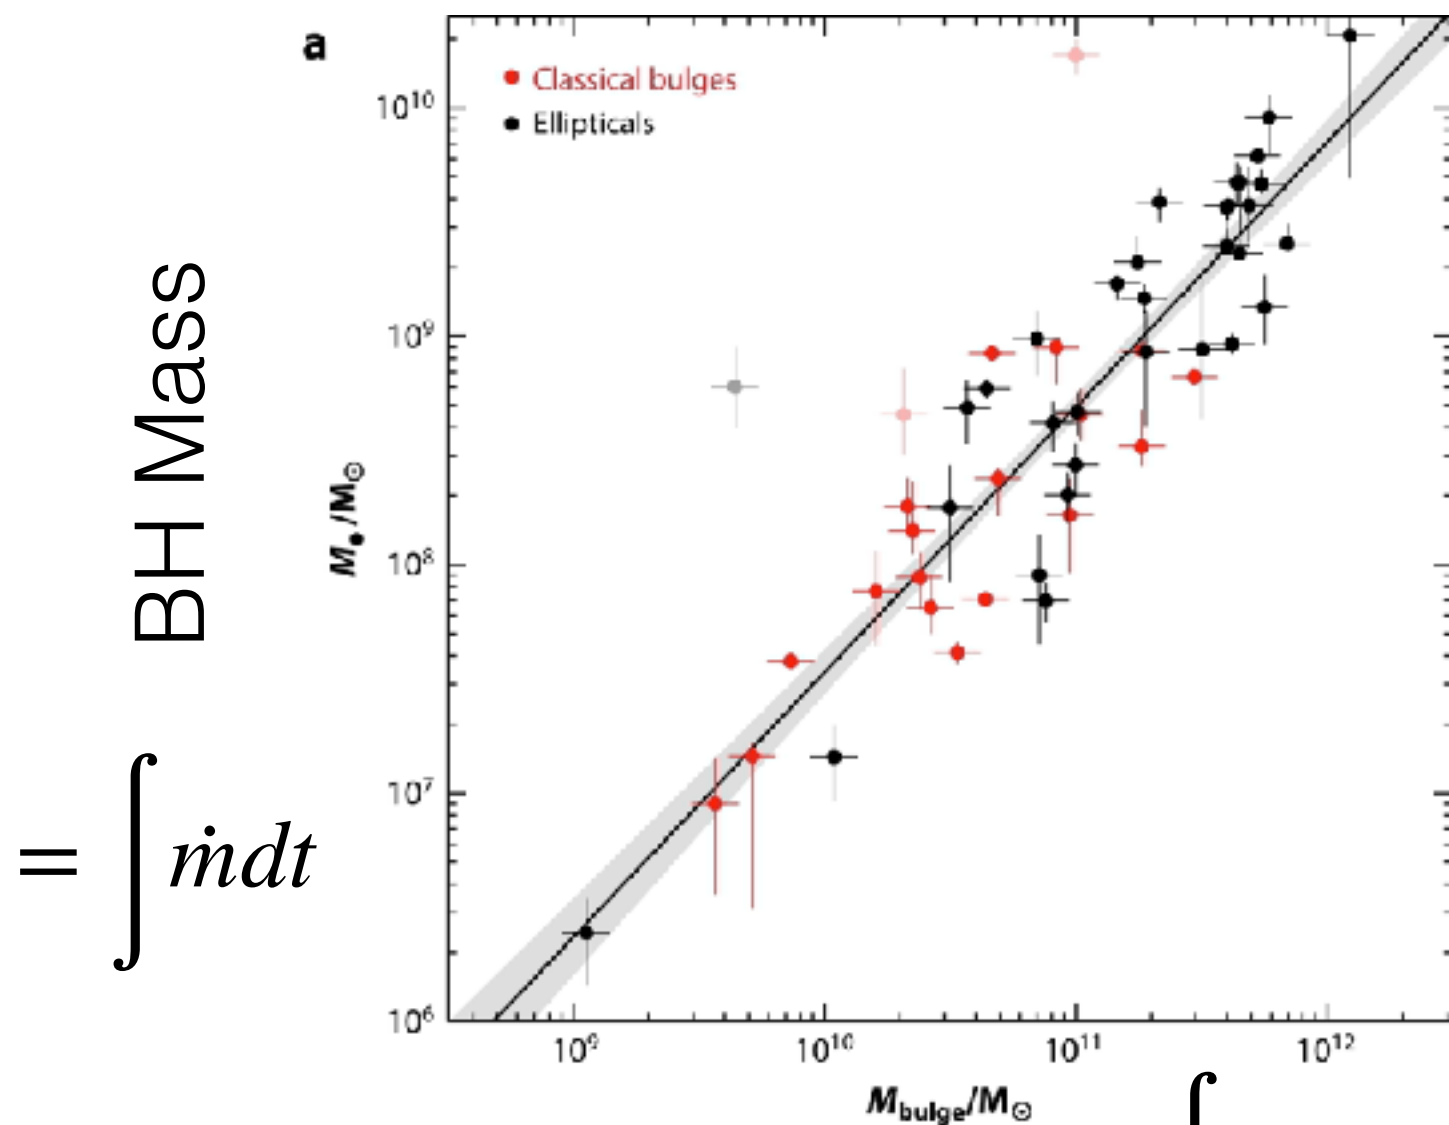 a
Classical bulges
Ellipticals
BH Mass
= ∫ ṁdt
M●/M⊙
10¹⁰
10⁹
10⁸
10⁷
10⁶
10⁹ 10¹⁰ 10¹¹ 10¹²
Mbulge/M⊙
∫